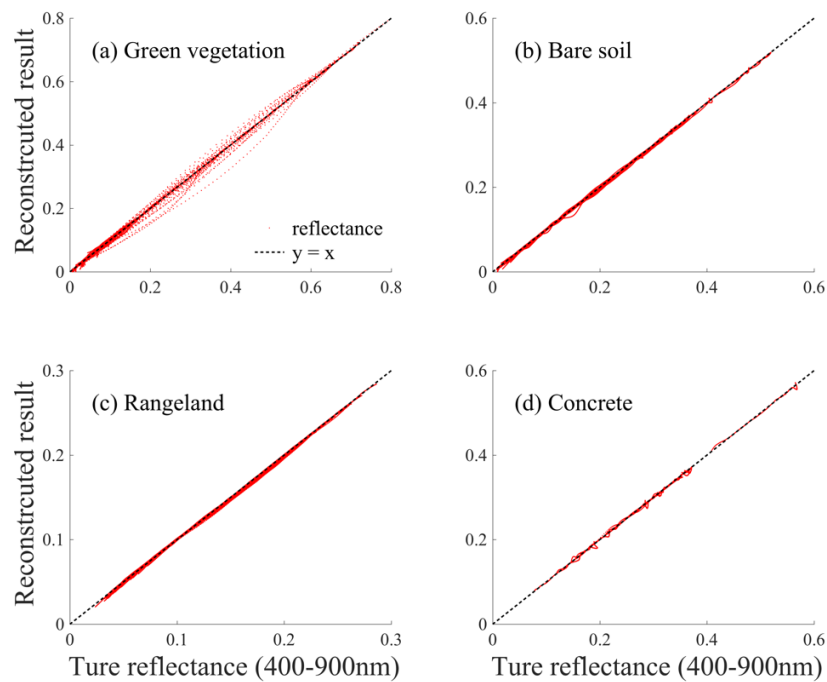 0.8
(a) Green vegetation
0.6
0.4
0.2
0
reflectance
y = x
0 0.2 0.4 0.6 0.8
Reconstrcuted result
0.6
(b) Bare soil
0.4
0.2
0
0 0.2 0.4 0.6
0.3
(c) Rangeland
0.2
0.1
0
0 0.1 0.2 0.3
Reconstrcuted result
Ture reflectance (400-900nm)
0.6
(d) Concrete
0.4
0.2
0
0 0.2 0.4 0.6
Ture reflectance (400-900nm)